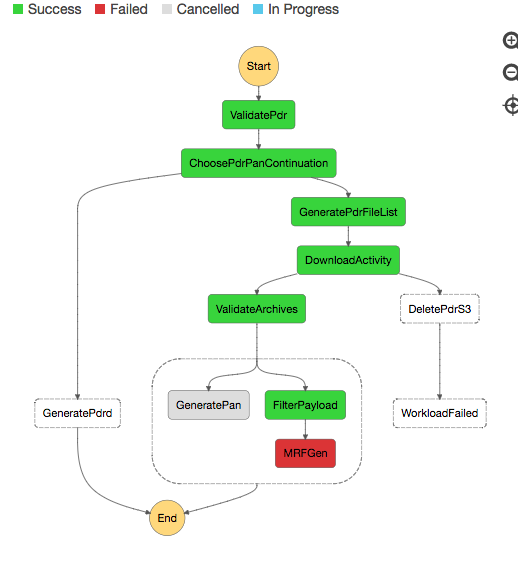 Success Failed Cancelled In Progress
Start
ValidatePdr
ChoosePdrPanContinuation
GeneratePdrFileList
DownloadActivity
ValidateArchives
DeletePdrS3
GeneratePan
FilterPayload
GeneratePdrd
WorkloadFailed
MRFGen
End